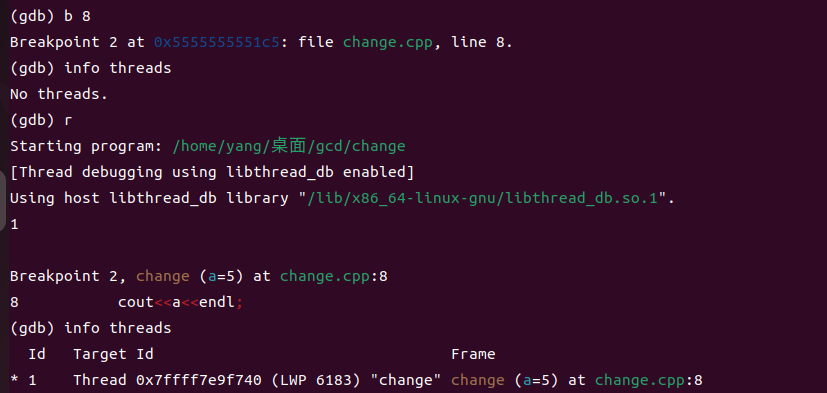 (gdb) b 8
Breakpoint 2 at 0x5555555551c5: file change.cpp, line 8.
(gdb) info threads
No threads.
(gdb) r
Starting program: /home/yang/桌面/gcd/change
[Thread debugging using libthread_db enabled]
Using host libthread_db library "/lib/x86_64-linux-gnu/libthread_db.so.1".
1
Breakpoint 2, change (a=5) at change.cpp:8
8 cout<<a<<endl;
(gdb) info threads
Id Target Id Frame
* 1 Thread 0x7ffff7e9f740 (LWP 6183) "change" change (a=5) at change.cpp:8